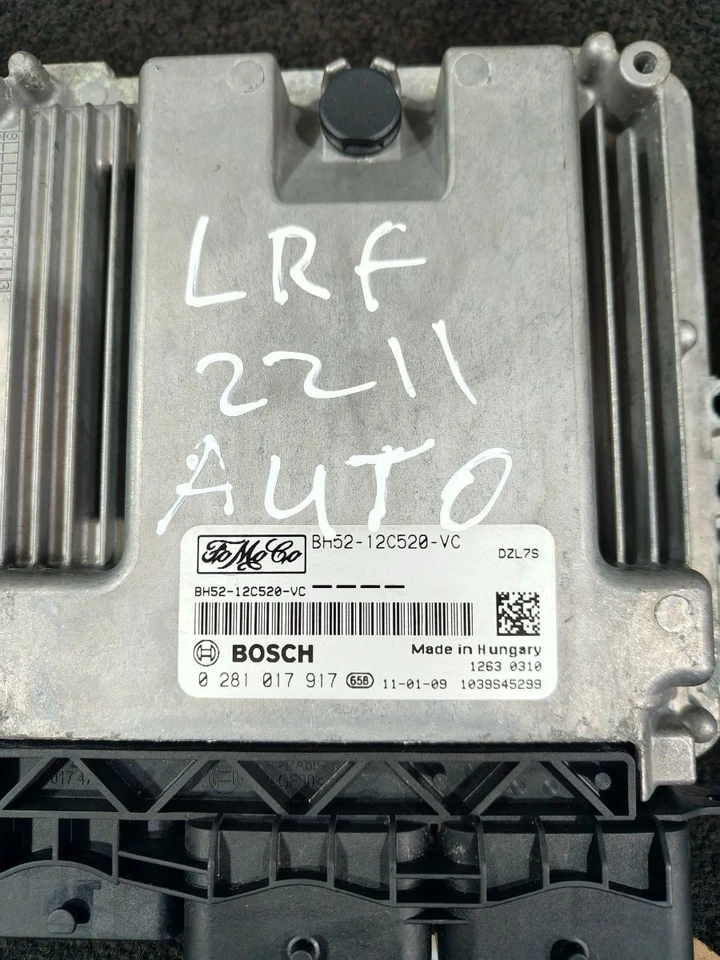 LRF
2211
AUTO
FoMoCo BH52-12C520-VC
DZL7S
BH52-12C520-VC ----
BOSCH Made in Hungary
1263 0310
0 281 017 917 658 11-01-09 1039S45299